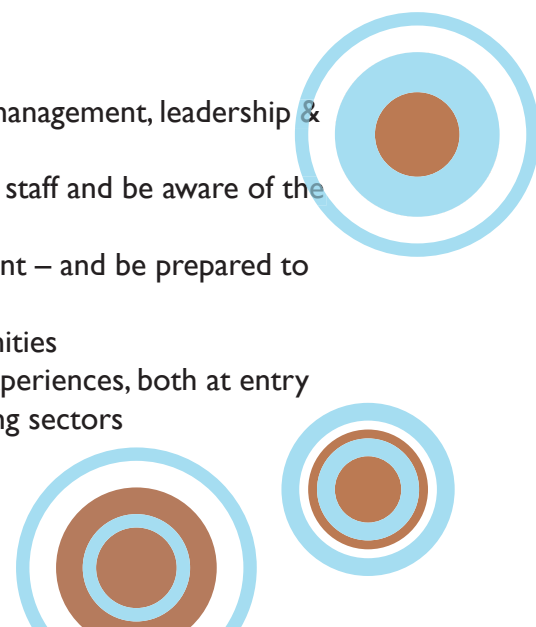 management, leadership &
staff and be aware of the
nt – and be prepared to
nities
periences, both at entry
ng sectors